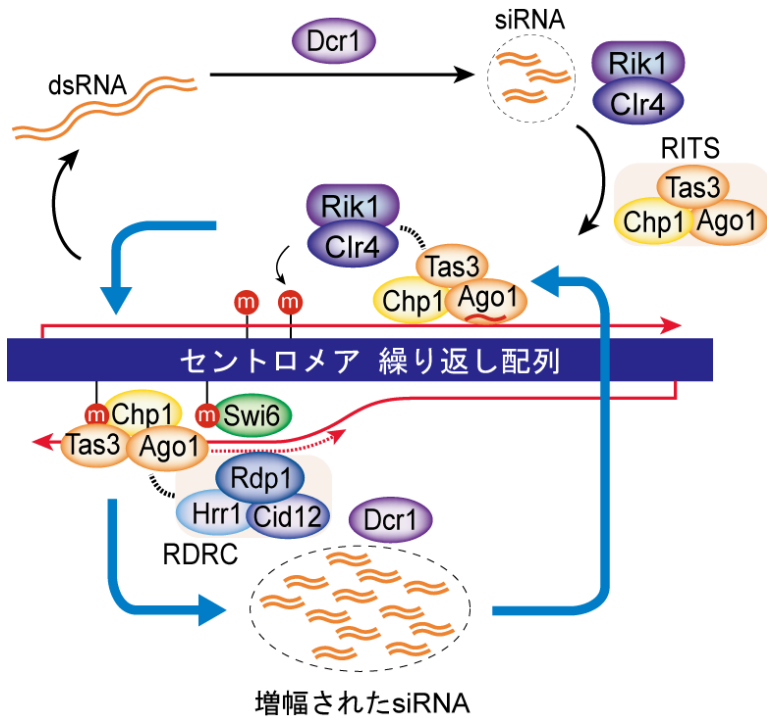 Dcr1
siRNA
dsRNA
Rik1
Clr4
RITS
Tas3
Chp1
Ago1
Rik1
Clr4
Tas3
Chp1
Ago1
m
m
セントロメア 繰り返し配列
m
Chp1
m
Swi6
Tas3
Ago1
Rdp1
Hrr1
Cid12
RDRC
Dcr1
増幅されたsiRNA